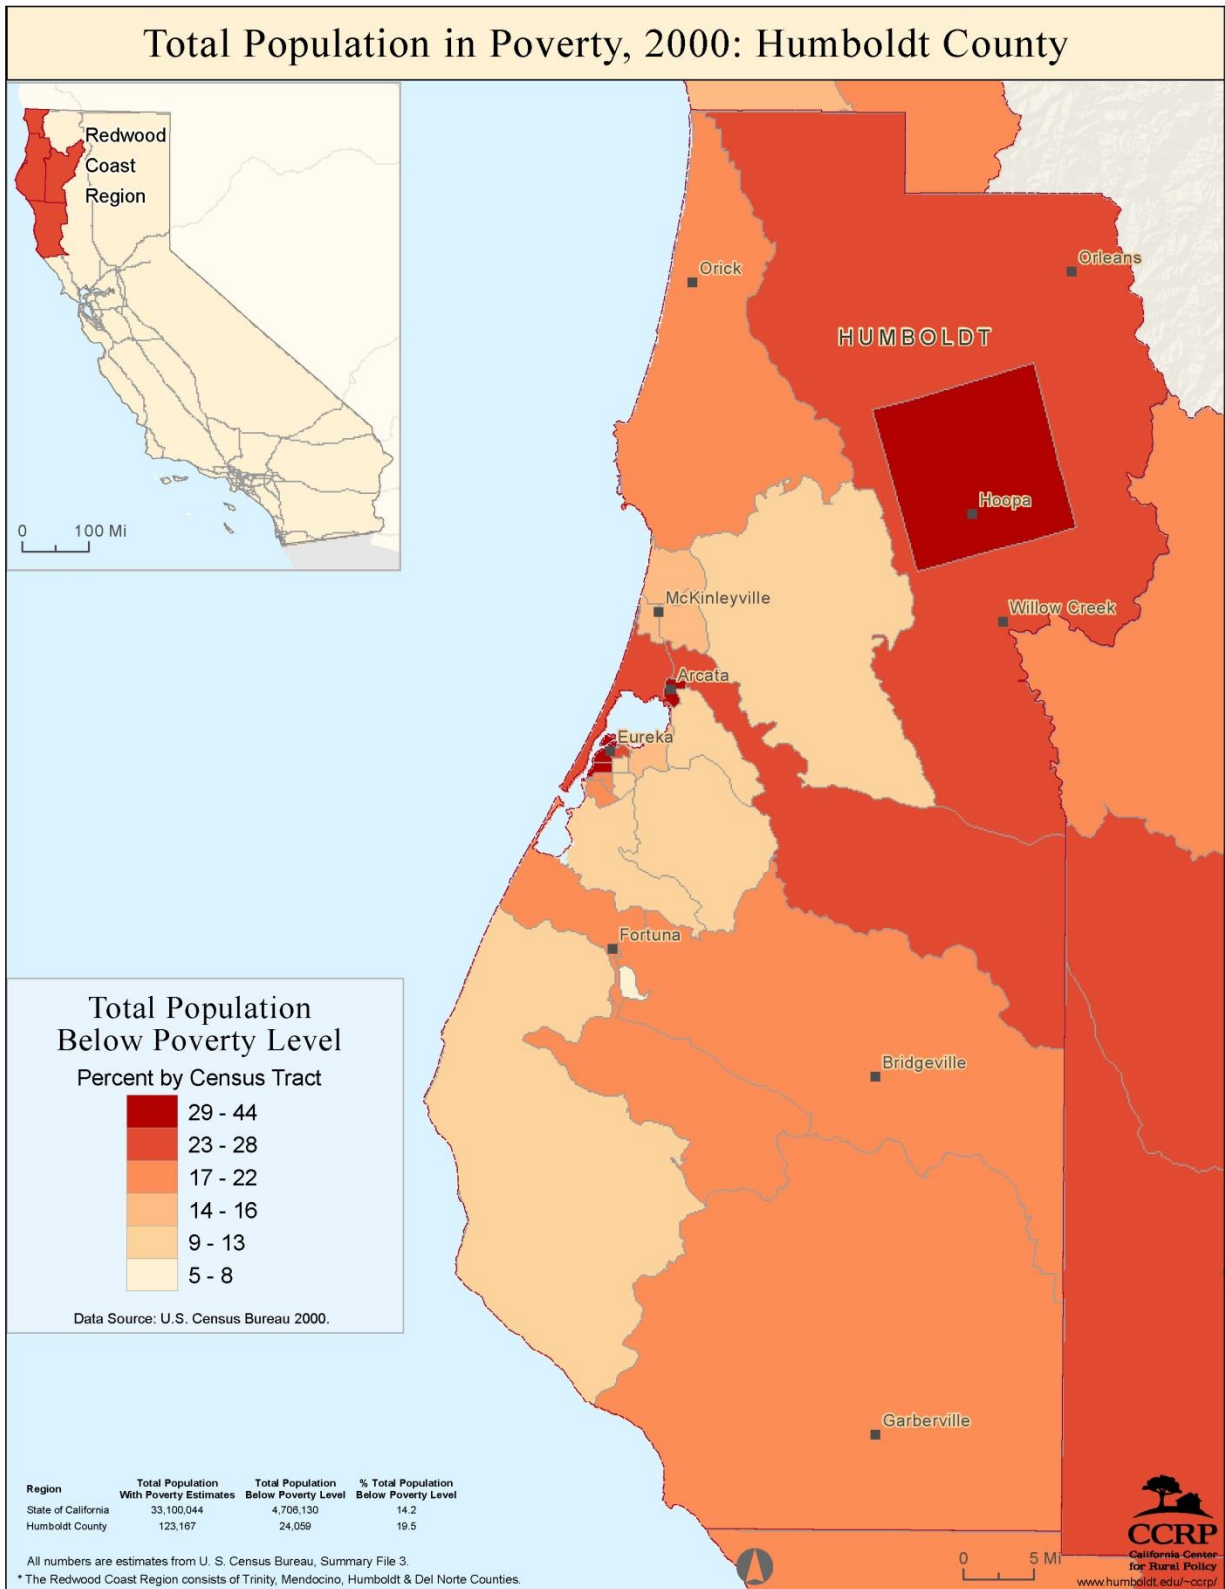 Total Population in Poverty, 2000: Humboldt County
Redwood
Coast
Region
0 100 Mi
Orick
Orleans
HUMBOLDT
Hoopa
McKinleyville
Willow Creek
Arcata
Eureka
Fortuna
Bridgeville
Garberville
Total Population
Below Poverty Level
Percent by Census Tract
29 - 44
23 - 28
17 - 22
14 - 16
9 - 13
5 - 8
Data Source: U.S. Census Bureau 2000.
Region Total Population With Poverty Estimates Total Population Below Poverty Level % Total Population Below Poverty Level
State of California 33,100,044 4,706,130 14.2
Humboldt County 123,167 24,059 19.5
All numbers are estimates from U. S. Census Bureau, Summary File 3.
* The Redwood Coast Region consists of Trinity, Mendocino, Humboldt & Del Norte Counties.
0 5 Mi
CCRP
California Center
for Rural Policy
www.humboldt.edu/~ccrp/